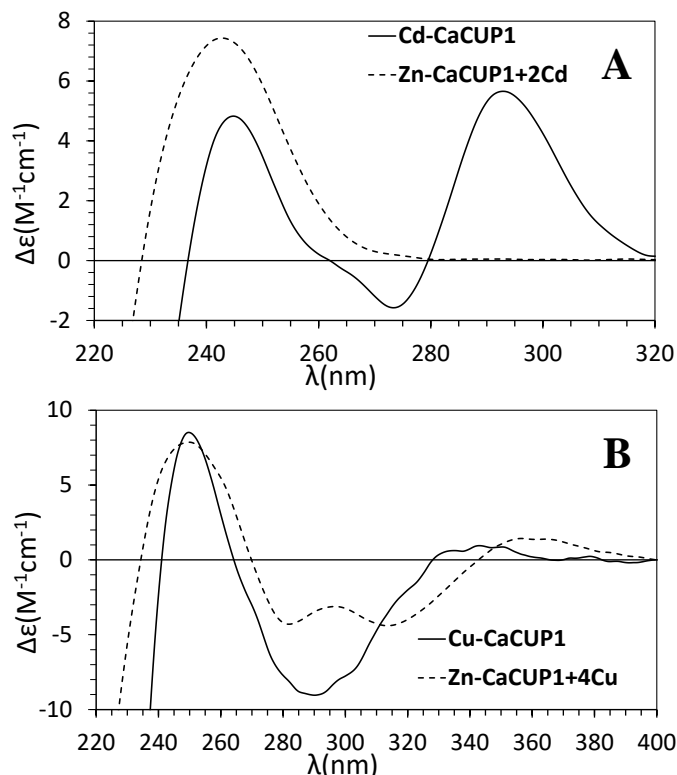 8
6
4
2
0
-2
Δε(M⁻¹cm⁻¹)
Cd-CaCUP1
Zn-CaCUP1+2Cd
A
220 240 260 280 300 320
λ(nm)
10
5
0
-5
-10
Δε(M⁻¹cm⁻¹)
B
Cu-CaCUP1
Zn-CaCUP1+4Cu
220 240 260 280 300 320 340 360 380 400
λ(nm)